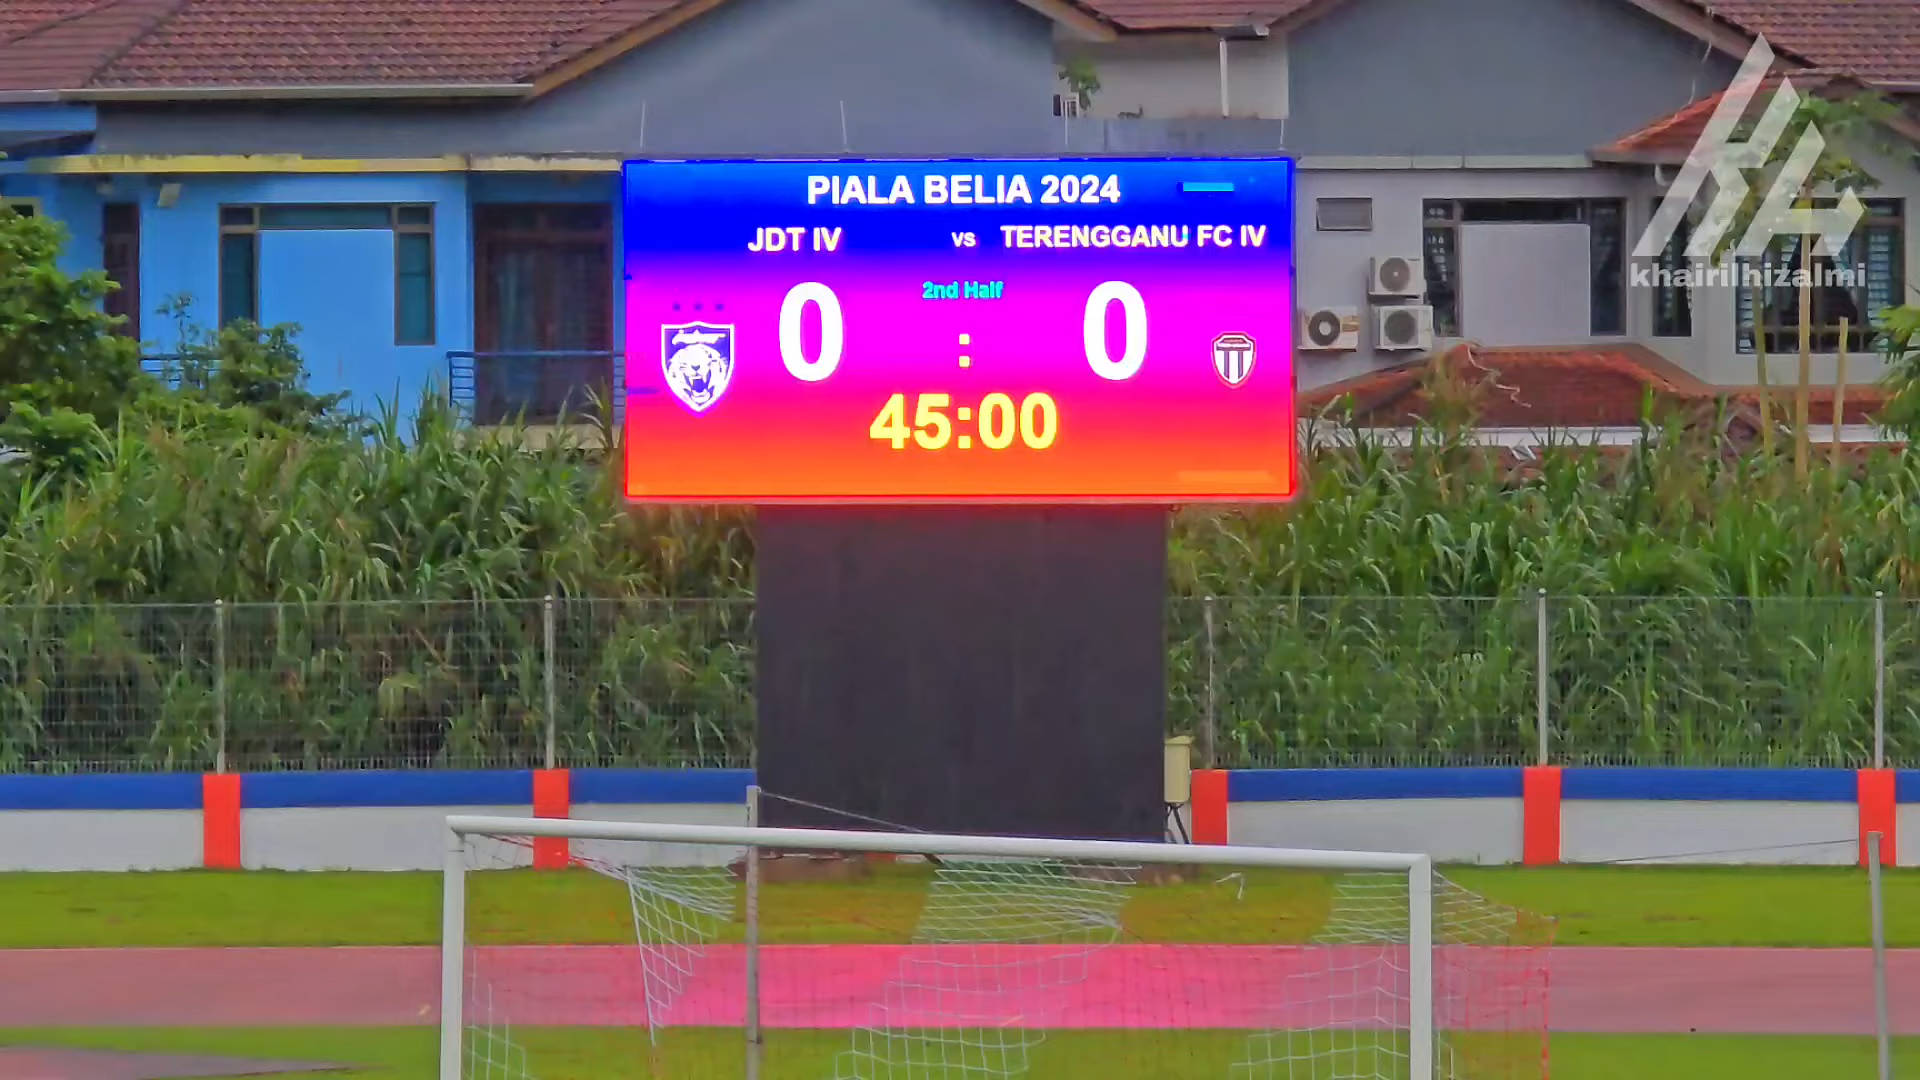 PIALA BELIA 2024
JDT IV vs TERENGGANU FC IV
2nd Half
0 : 0
45:00
khairilhizalmi